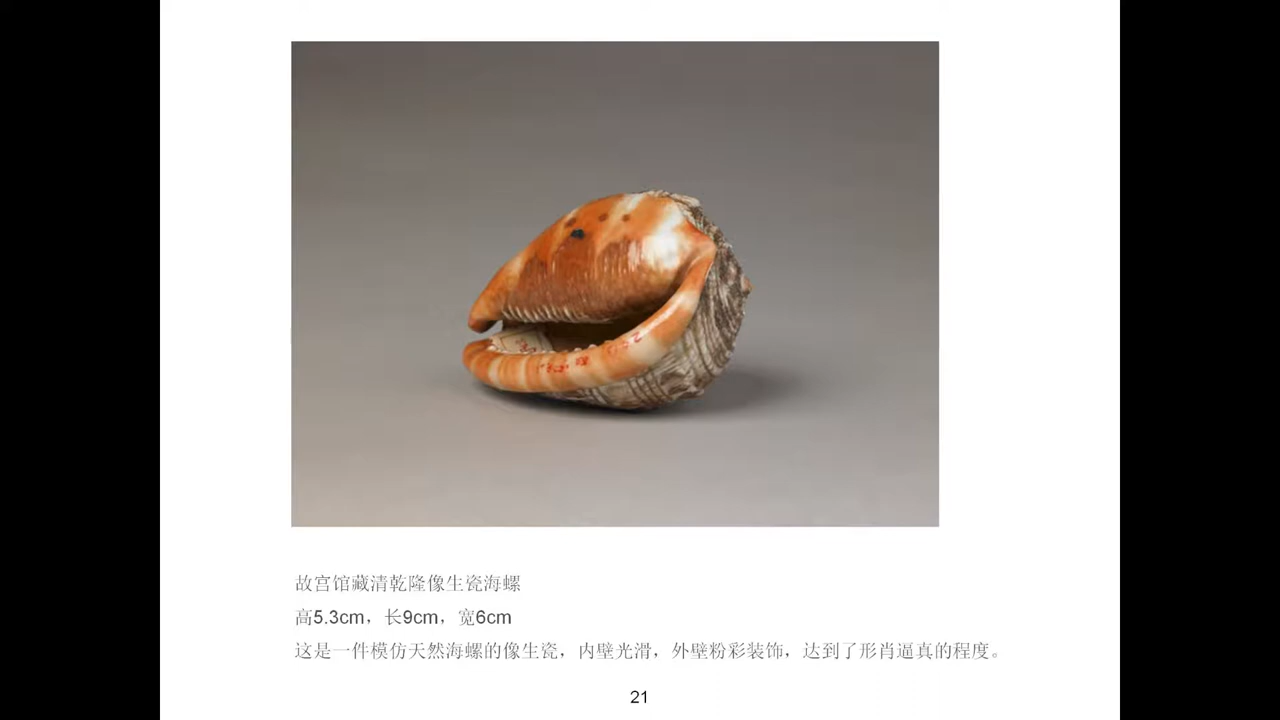 故宫馆藏清乾隆像生瓷海螺
高5.3cm，长9cm，宽6cm
这是一件模仿天然海螺的像生瓷，内壁光滑，外壁粉彩装饰，达到了形肖逼真的程度。
21